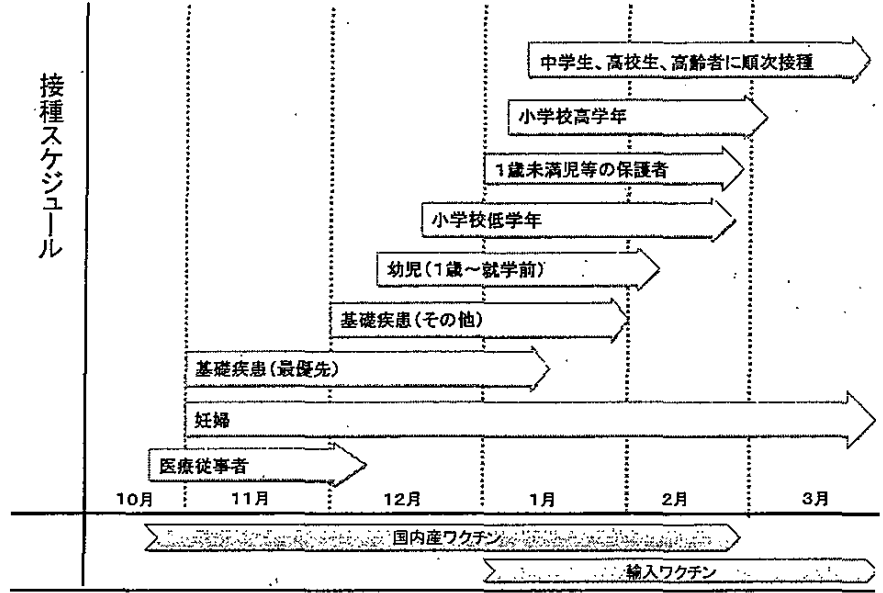 接種スケジュール
中学生、高校生、高齢者に順次接種
小学校高学年
1歳未満児等の保護者
小学校低学年
幼児(1歳～就学前)
基礎疾患(その他)
基礎疾患(最優先)
妊婦
医療従事者
10月 11月 12月 1月 2月 3月
国内産ワクチン
輸入ワクチン